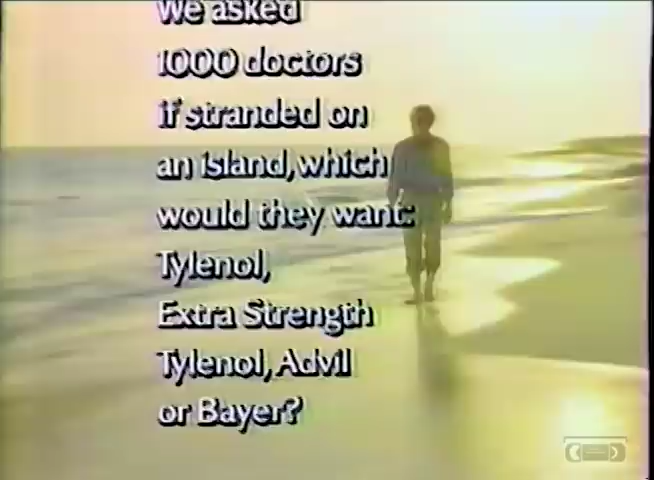 We asked
1000 doctors
if stranded on
an island, which
would they want:
Tylenol,
Extra Strength
Tylenol, Advil
or Bayer?